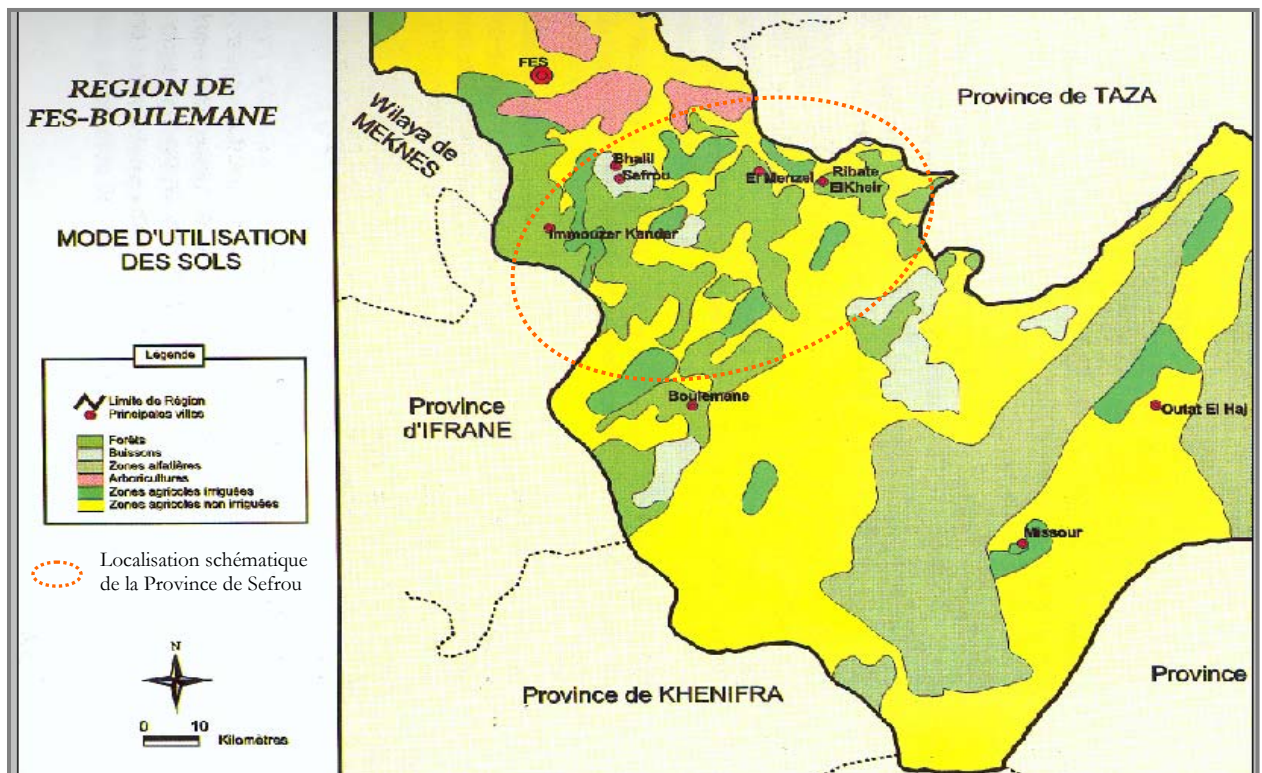 REGION DE
FES-BOULEMANE
MODE D'UTILISATION
DES SOLS
Légende
Limite de Région
Principales villes
Forêts
Buissons
Zones alfatières
Arboricultures
Zones agricoles irriguées
Zones agricoles non irriguées
Localisation schématique
de la Province de Sefrou
N
0 10
Kilomètres
FES
Wilaya de
MEKNES
Province de TAZA
Bhalil
Sefrou
El Menzel
Ribate
ElKheir
Immouzer Kandar
Province
d'IFRANE
Boulemane
Outat El Haj
Missour
Province de KHENIFRA
Province